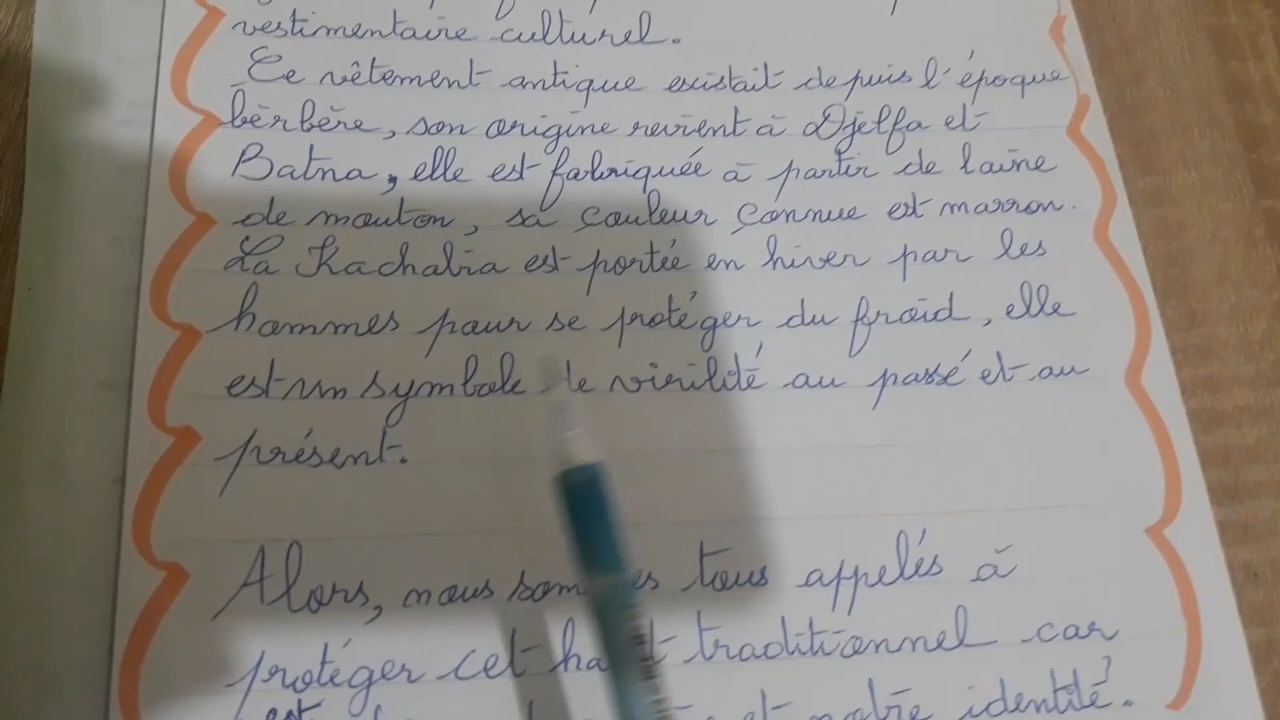 vestimentaire culturel.
Ce vêtement antique existait depuis l'époque
bèrbère, son origine revient à Djelfa et
Batna, elle est fabriquée à partir de laine
de mouton, sa couleur connue est marron.
La Kachabia est portée en hiver par les
hommes pour se protéger du froid, elle
est un symbole de virilité au passé et au
présent.
Alors, nous sommes tous appelés à
protéger cet habit traditionnel car
est et notre identité.